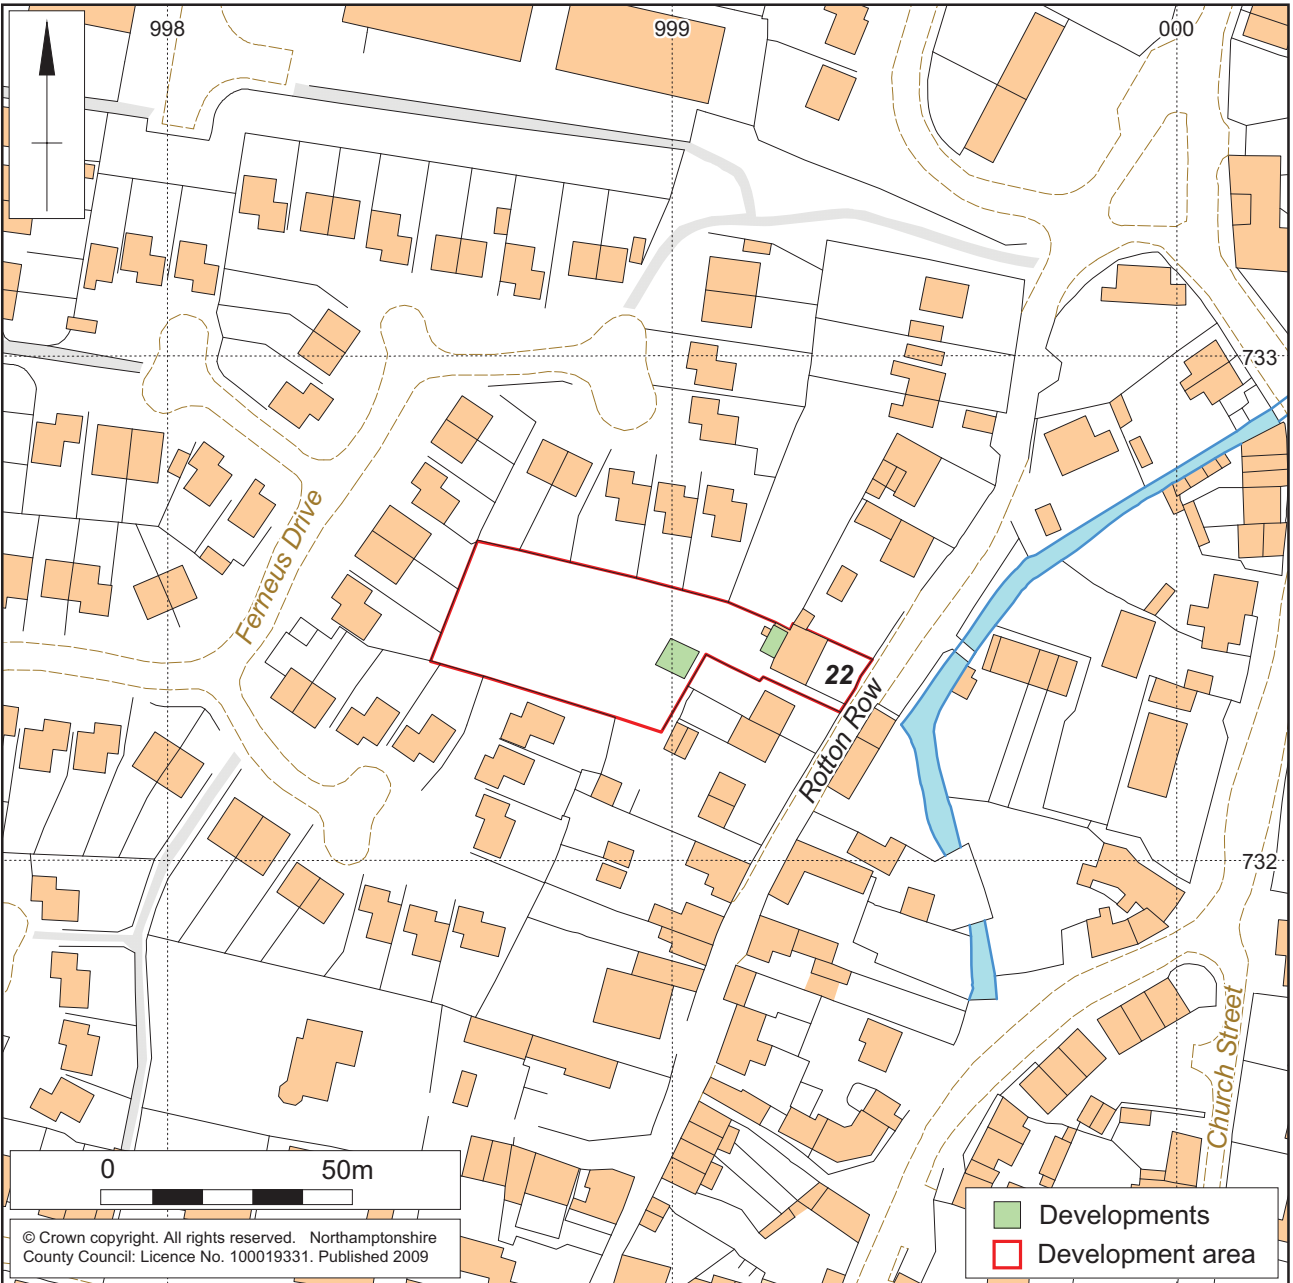 998
999
000
733
Ferneus Drive
22
Rotton Row
732
Church Street
0 50m
© Crown copyright. All rights reserved. Northamptonshire
County Council: Licence No. 100019331. Published 2009
Developments
Development area